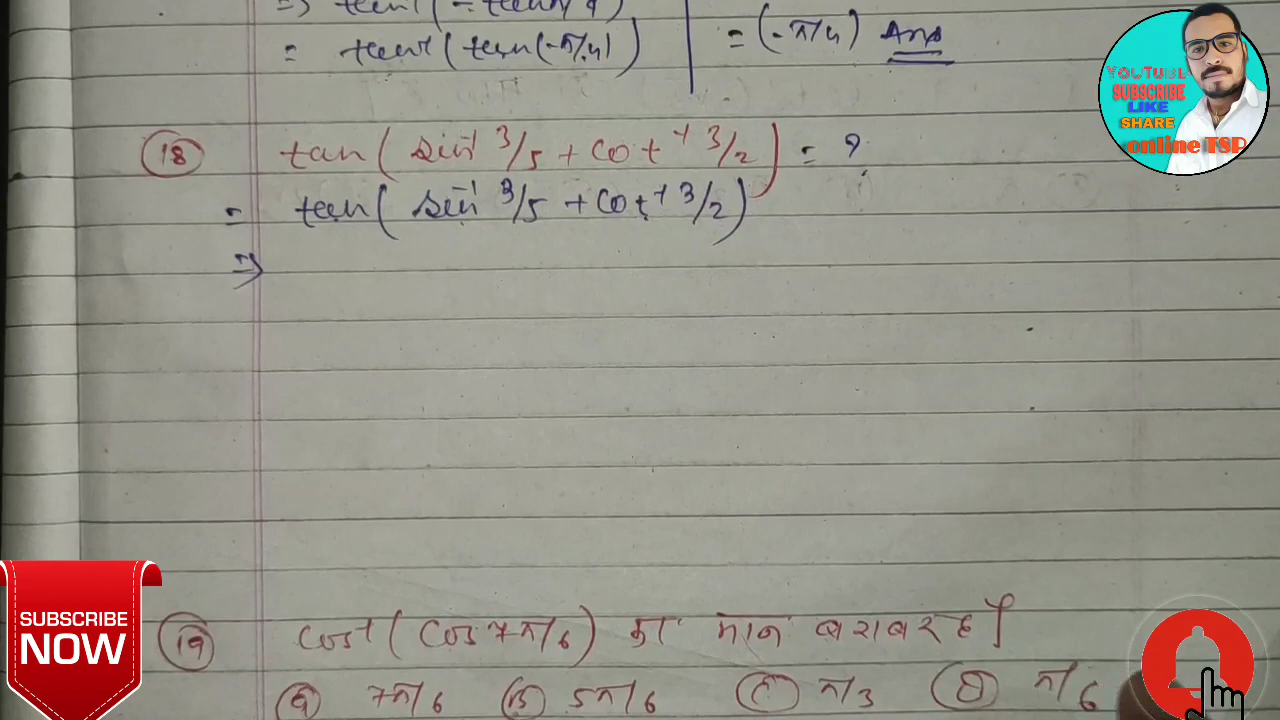 = tan⁻¹(tan(-π/4)) = (-π/4) Ans
YOUTUBE
SUBSCRIBE
LIKE
SHARE
online TSP
(18) tan(sin⁻¹ 3/5 + cot⁻¹ 3/2) = ?
= tan(sin⁻¹ 3/5 + cot⁻¹ 3/2)
⇒
SUBSCRIBE
NOW
(19) cos⁻¹(cos 7π/6) का मान बराबर है
(a) 7π/6 (B) 5π/6 (C) π/3 (D) π/6